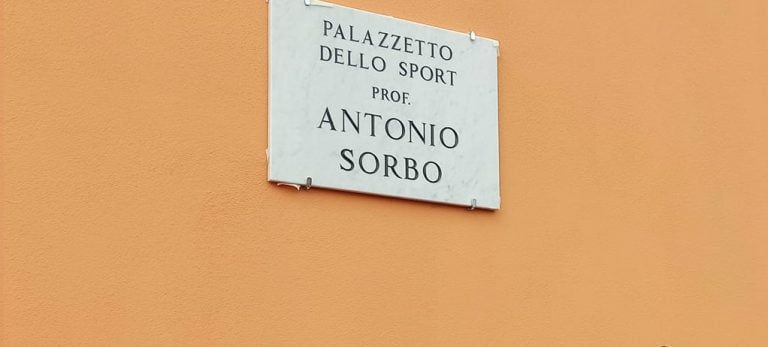 PALAZZETTO
DELLO SPORT
PROF.
ANTONIO
SORBO